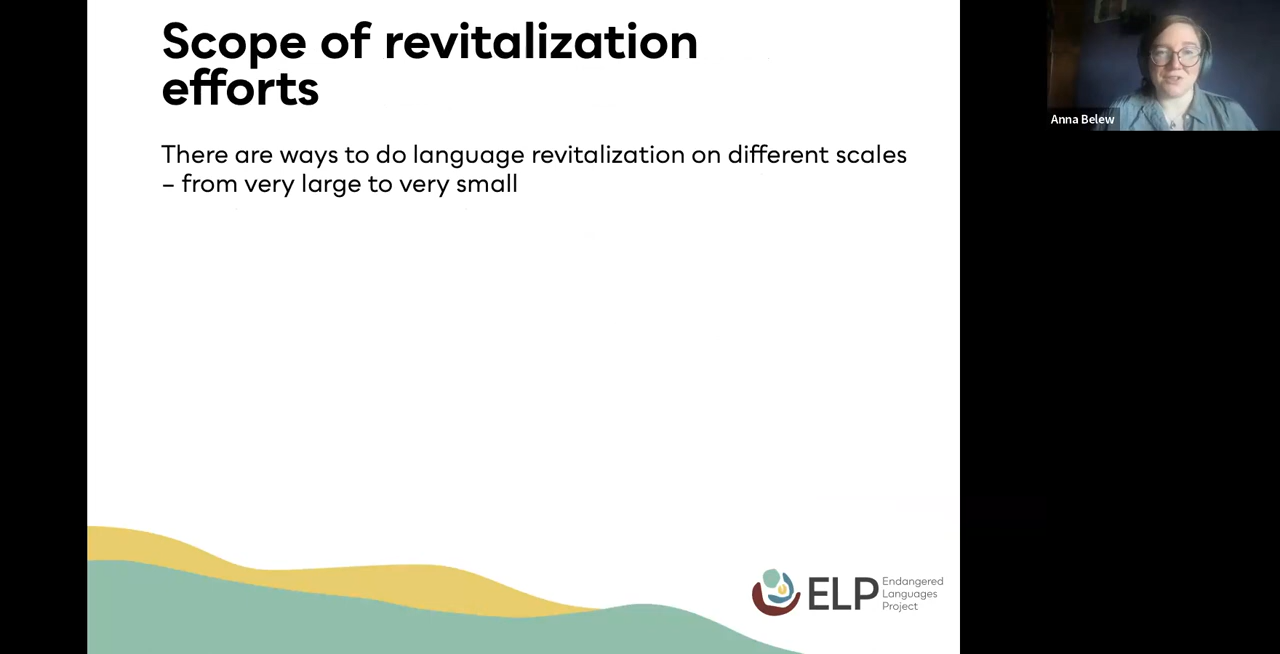 Scope of revitalization
efforts
There are ways to do language revitalization on different scales
– from very large to very small
Anna Belew
ELP
Endangered
Languages
Project